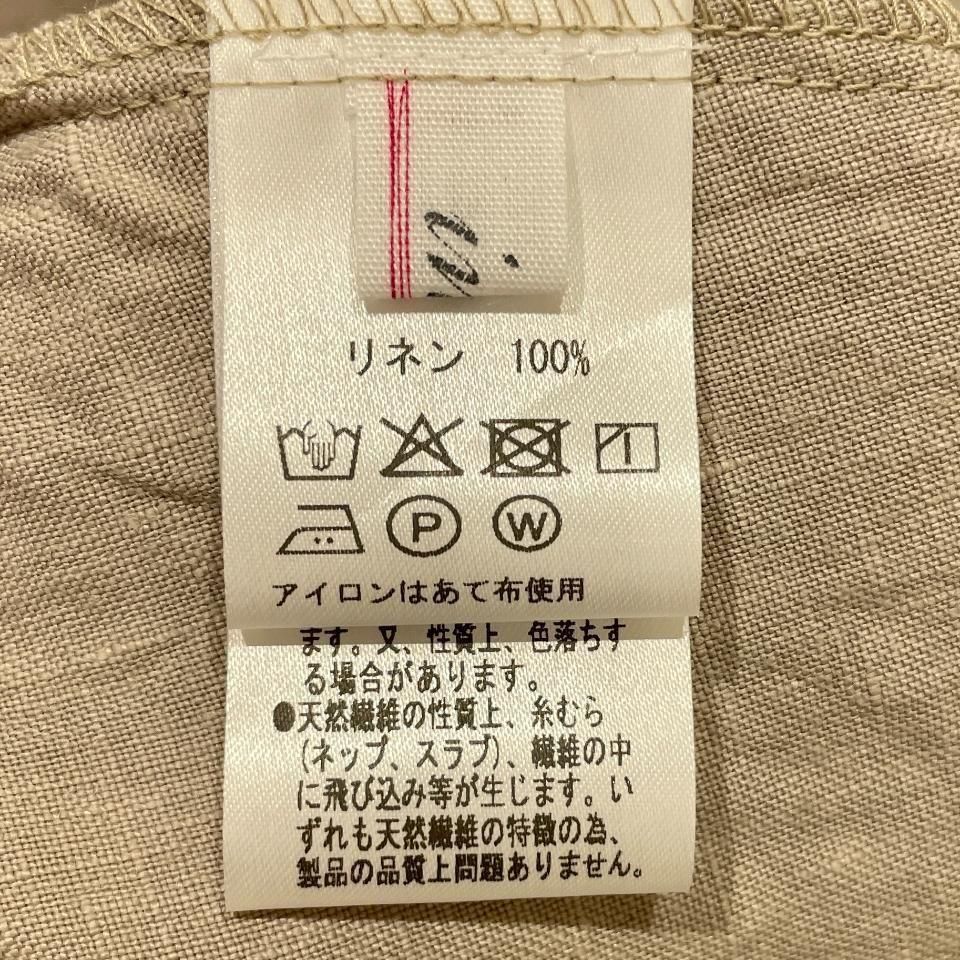 リネン 100%
P W
アイロンはあて布使用
ます。又、性質上、色落ちす
る場合があります。
●天然繊維の性質上、糸むら
(ネップ、スラブ)、繊維の中
に飛び込み等が生じます。い
ずれも天然繊維の特徴の為、
製品の品質上問題ありません。